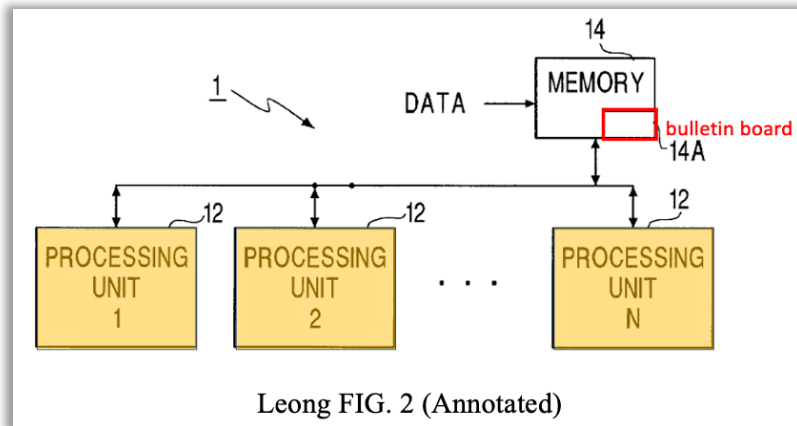 14
MEMORY
1
DATA
bulletin board
14A
12
12
12
PROCESSING
UNIT
1
PROCESSING
UNIT
2
. . .
PROCESSING
UNIT
N
Leong FIG. 2 (Annotated)